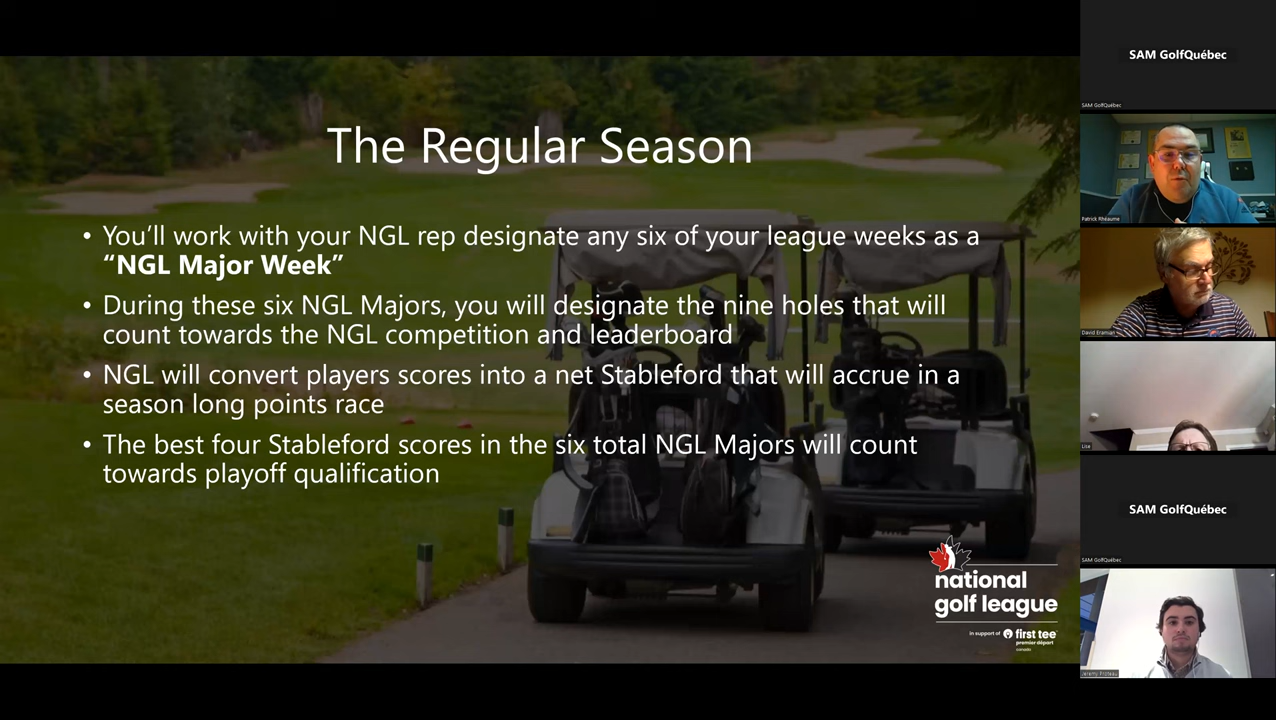 The Regular Season
• You’ll work with your NGL rep designate any six of your league weeks as a
“NGL Major Week”
• During these six NGL Majors, you will designate the nine holes that will
count towards the NGL competition and leaderboard
• NGL will convert players scores into a net Stableford that will accrue in a
season long points race
• The best four Stableford scores in the six total NGL Majors will count
towards playoff qualification
national
golf league
in support of first tee
premier départ
canada
SAM GolfQuébec
SAM GolfQuébec
Patrick Rhéaume
David Eramian
Lise
SAM GolfQuébec
SAM GolfQuébec
Jeremy Froteau